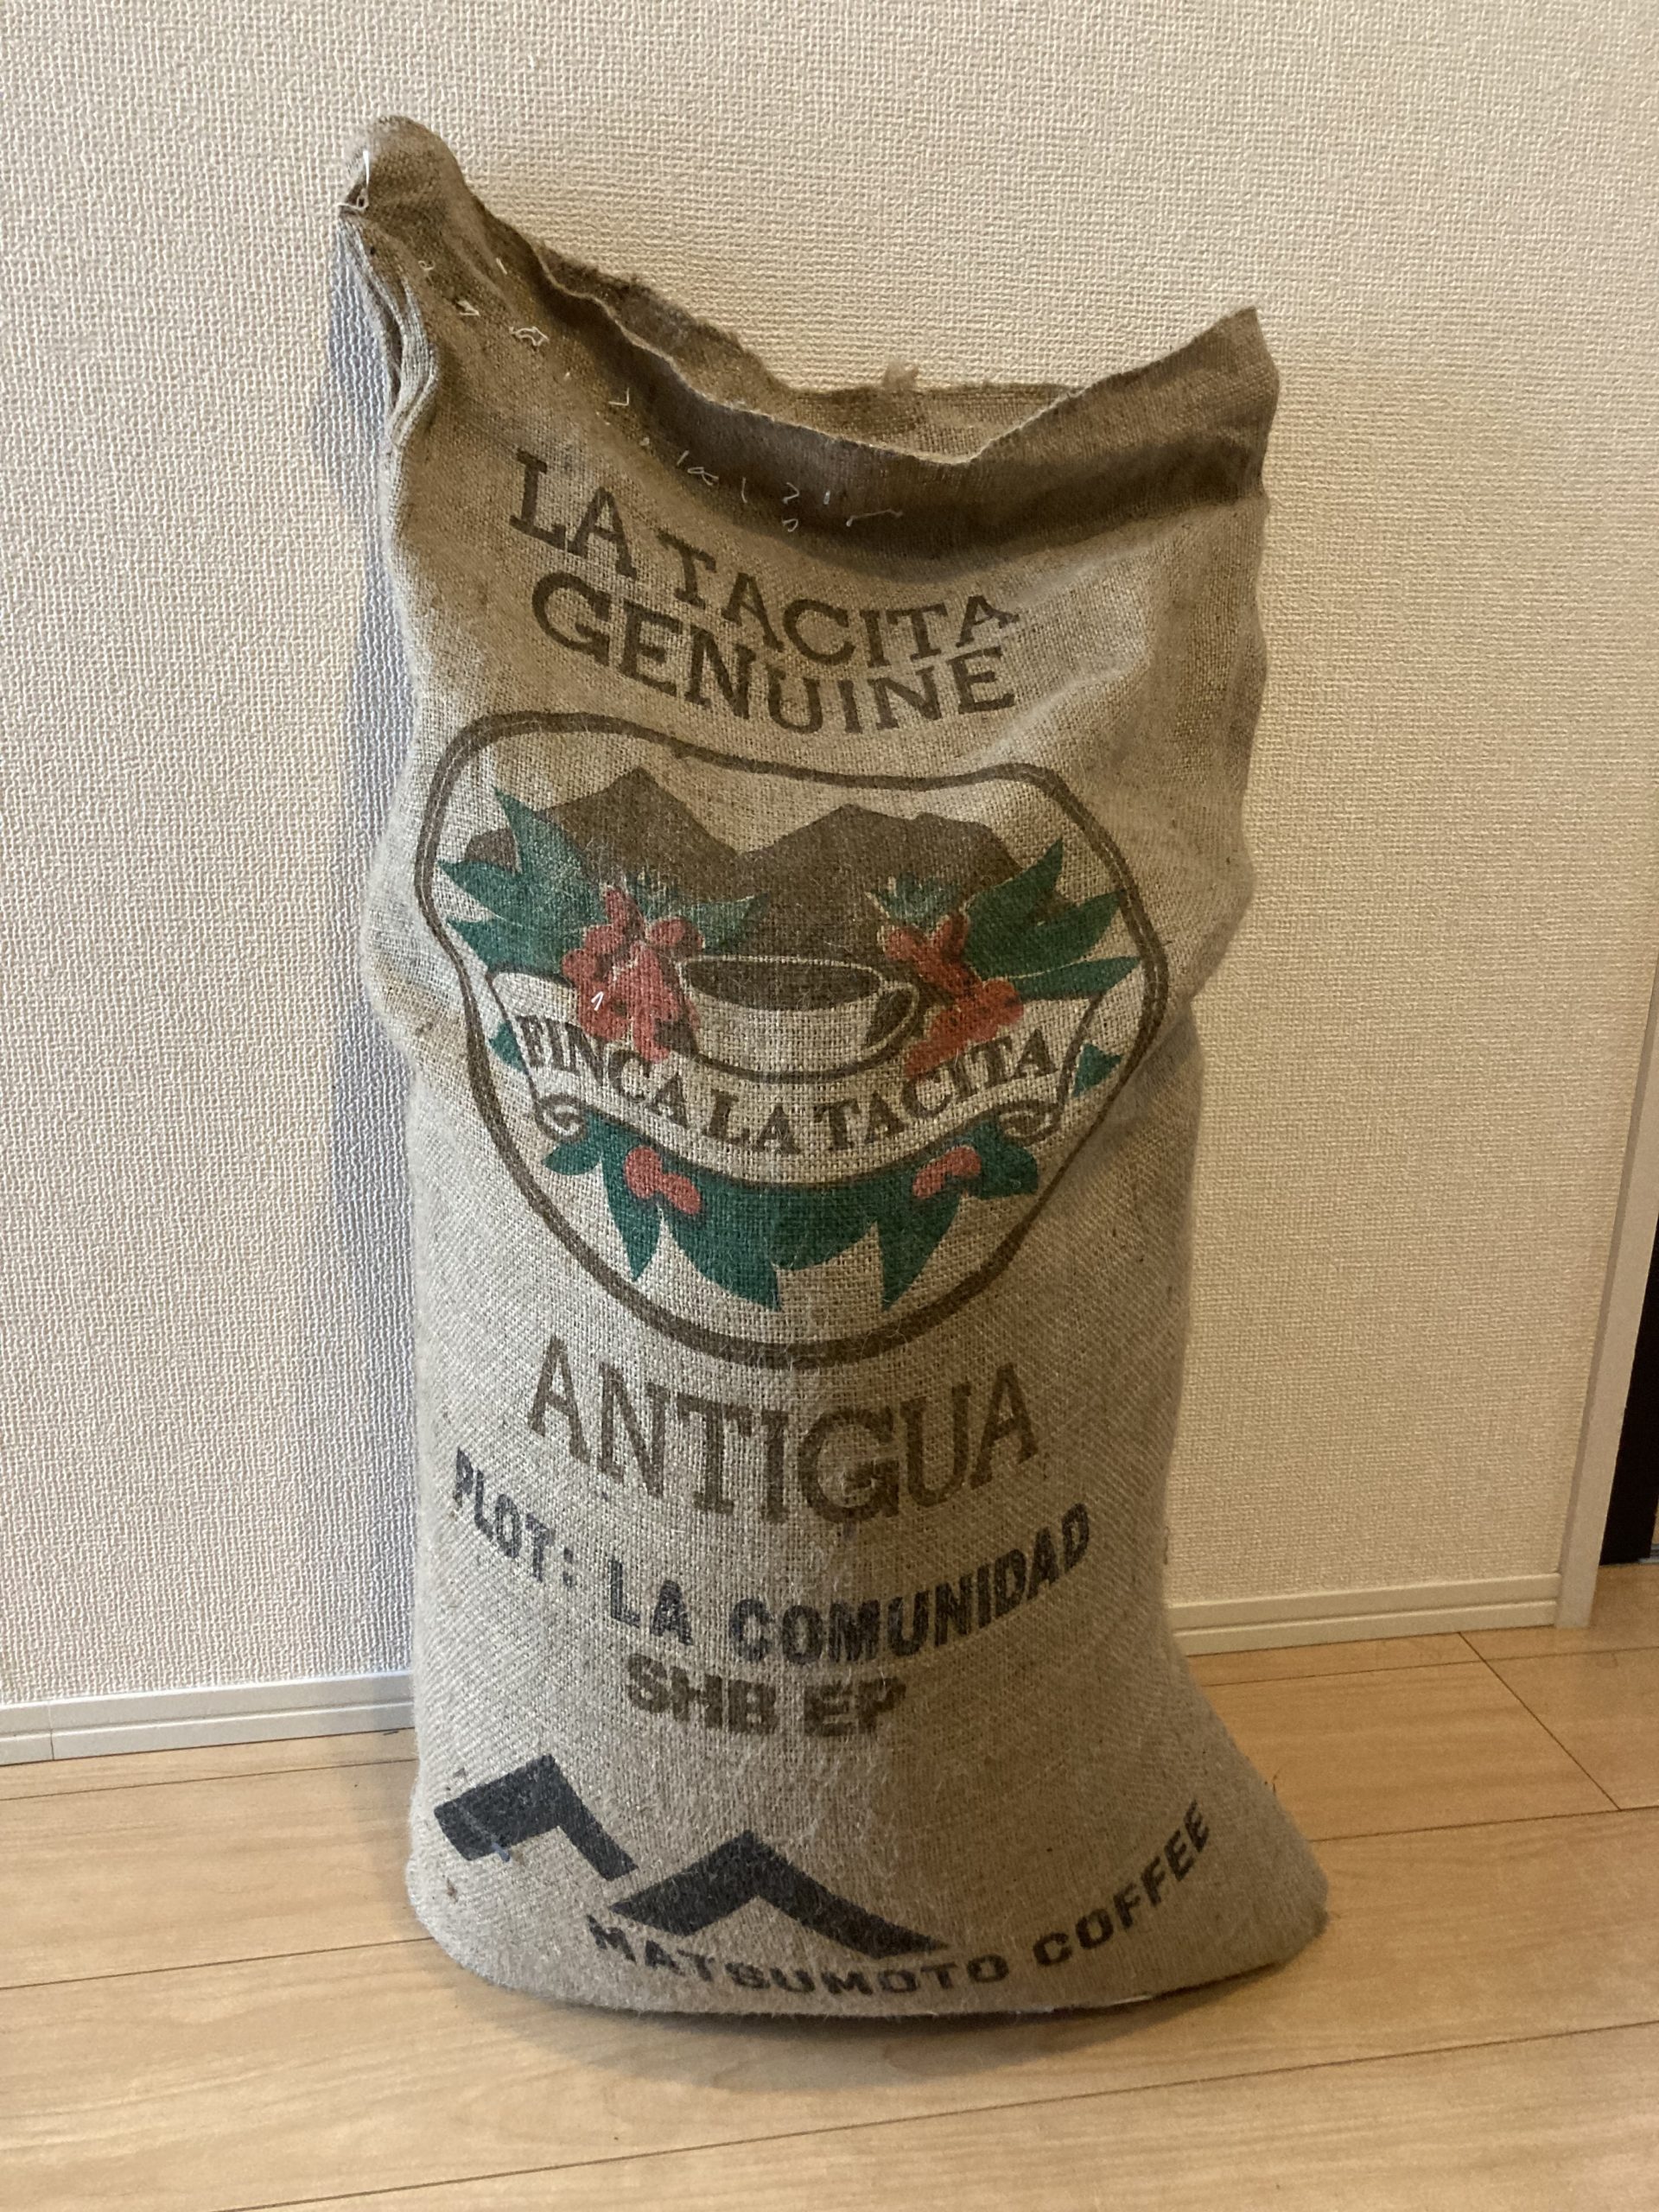 LA TACITA
GENUINE
FINCA LA TACITA
ANTIGUA
PLOT: LA COMUNIDAD
SHB EP
MATSUMOTO COFFEE